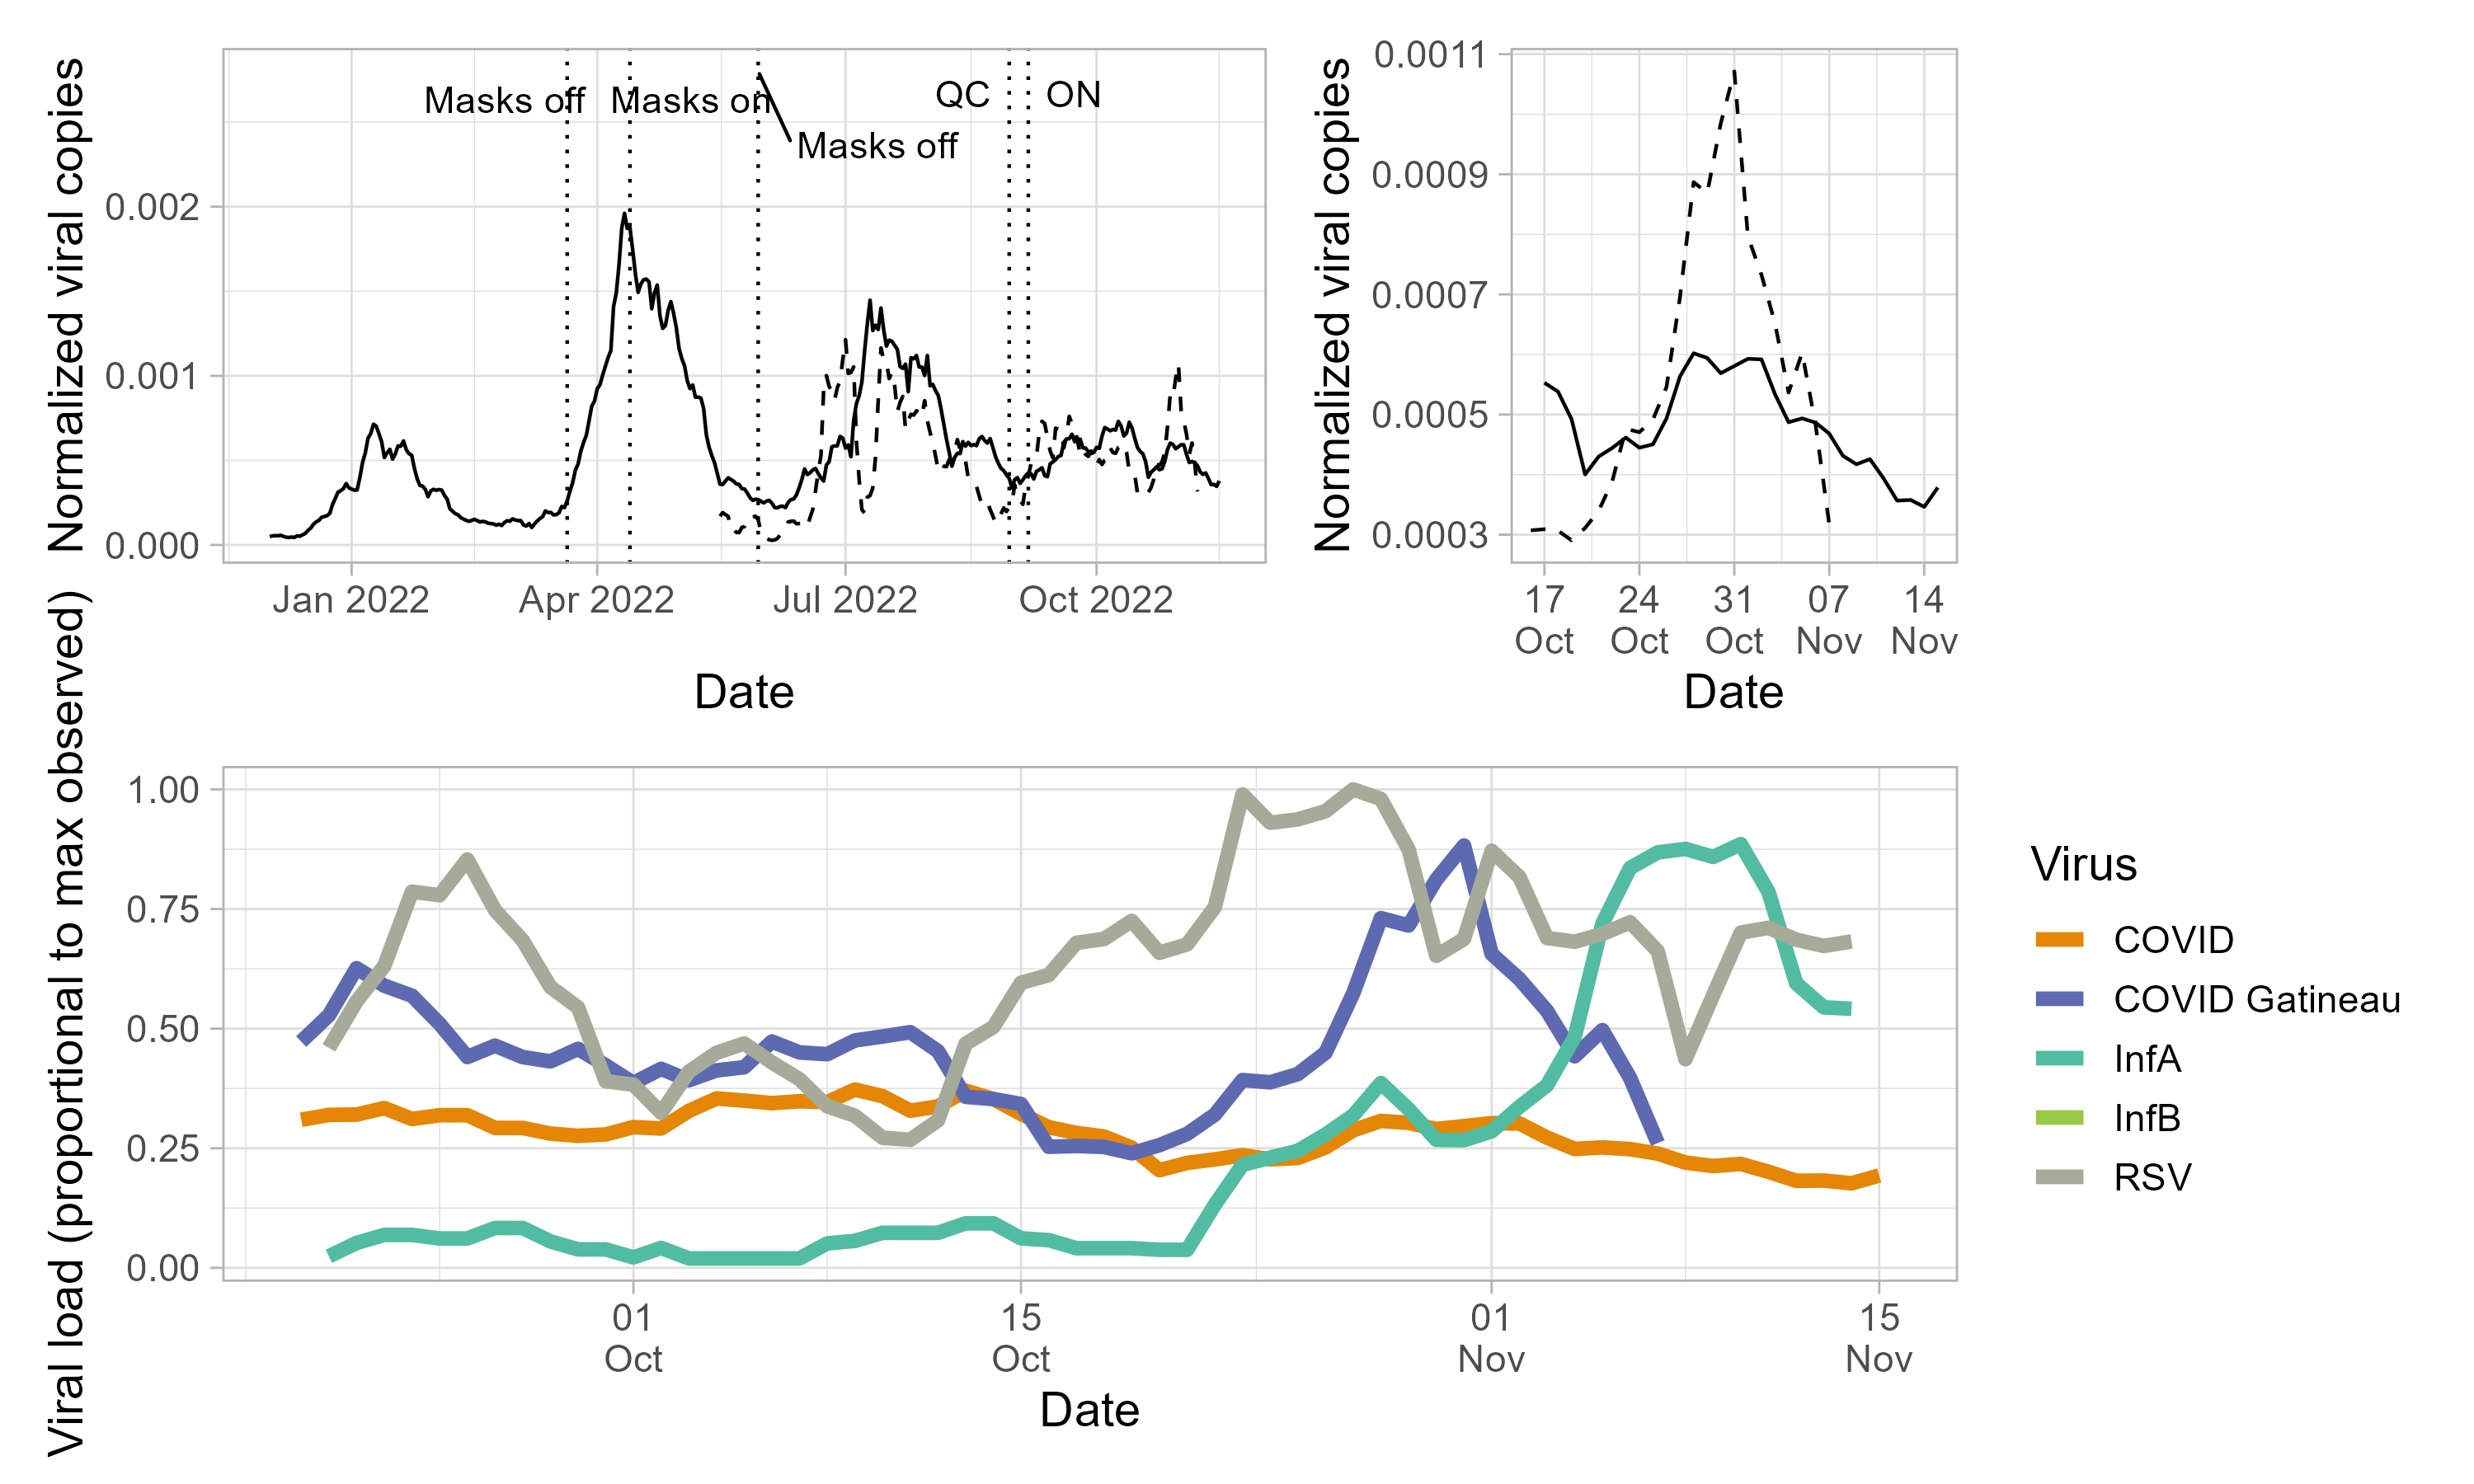 Normalized viral copies
0.002
0.001
0.000
Masks off
Masks on
Masks off
QC
ON
Jan 2022
Apr 2022
Jul 2022
Oct 2022
Date
Normalized viral copies
0.0011
0.0009
0.0007
0.0005
0.0003
17
Oct
24
Oct
31
Oct
07
Nov
14
Nov
Date
Viral load (proportional to max observed)
1.00
0.75
0.50
0.25
0.00
01
Oct
15
Oct
01
Nov
15
Nov
Date
Virus
COVID
COVID Gatineau
InfA
InfB
RSV